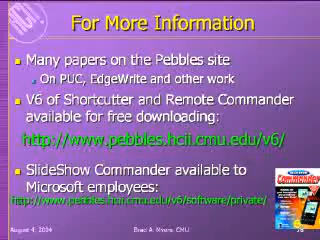 For More Information
Many papers on the Pebbles site
On PUC, EdgeWrite and other work
V6 of Shortcutter and Remote Commander
available for free downloading:
http://www.pebbles.hcii.cmu.edu/v6/
SlideShow Commander available to
Microsoft employees:
http://www.pebbles.hcii.cmu.edu/v6/software/private/
Commander
August 4, 2004
Brad A. Myers, CMU